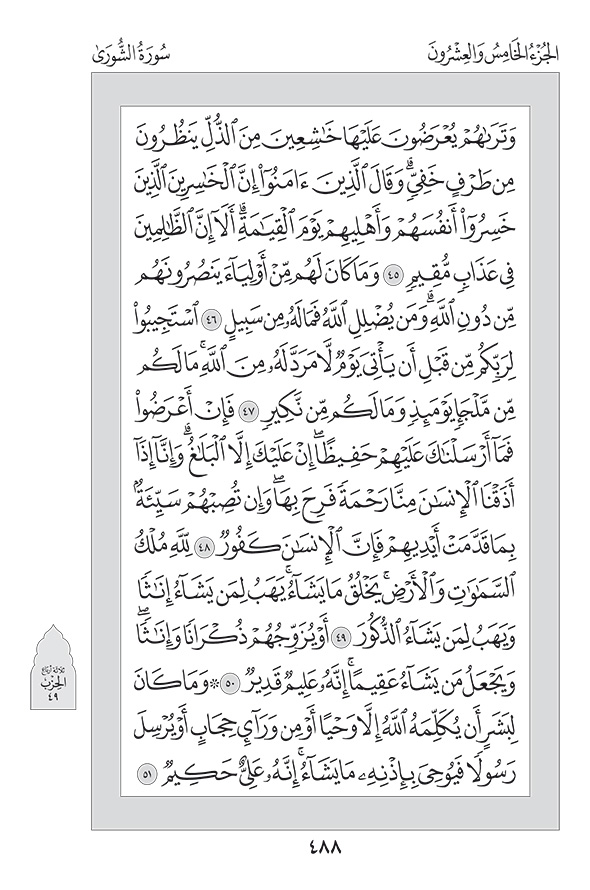 الجُزْءُ الخَامِسُ وَالعِشْرُونَ
سُورَةُ الشُّورَىٰ
وَتَرَىٰهُمْ يُعْرَضُونَ عَلَيْهَا خَٰشِعِينَ مِنَ ٱلذُّلِّ يَنظُرُونَ
مِن طَرْفٍ خَفِيٍّۗ وَقَالَ ٱلَّذِينَ ءَامَنُوٓا۟ إِنَّ ٱلْخَٰسِرِينَ ٱلَّذِينَ
خَسِرُوٓا۟ أَنفُسَهُمْ وَأَهْلِيهِمْ يَوْمَ ٱلْقِيَٰمَةِۗ أَلَآ إِنَّ ٱلظَّٰلِمِينَ
فِى عَذَابٍ مُّقِيمٍ ٤٥ وَمَا كَانَ لَهُم مِّنْ أَوْلِيَآءَ يَنصُرُونَهُم
مِّن دُونِ ٱللَّهِۗ وَمَن يُضْلِلِ ٱللَّهُ فَمَا لَهُۥ مِن سَبِيلٍ ٤٦ ٱسْتَجِيبُوا۟
لِرَبِّكُم مِّن قَبْلِ أَن يَأْتِىَ يَوْمٌ لَّا مَرَدَّ لَهُۥ مِنَ ٱللَّهِۚ مَا لَكُم
مِّن مَّلْجَإٍ يَوْمَئِذٍ وَمَا لَكُم مِّن نَّكِيرٍ ٤٧ فَإِنْ أَعْرَضُوا۟
فَمَآ أَرْسَلْنَٰكَ عَلَيْهِمْ حَفِيظًاۖ إِنْ عَلَيْكَ إِلَّا ٱلْبَلَٰغُۗ وَإِنَّآ إِذَآ
أَذَقْنَا ٱلْإِنسَٰنَ مِنَّا رَحْمَةً فَرِحَ بِهَاۖ وَإِن تُصِبْهُمْ سَيِّئَةٌۢ
بِمَا قَدَّمَتْ أَيْدِيهِمْ فَإِنَّ ٱلْإِنسَٰنَ كَفُورٌ ٤٨ لِّلَّهِ مُلْكُ
ٱلسَّمَٰوَٰتِ وَٱلْأَرْضِۚ يَخْلُقُ مَا يَشَآءُۚ يَهَبُ لِمَن يَشَآءُ إِنَٰثًا
وَيَهَبُ لِمَن يَشَآءُ ٱلذُّكُورَ ٤٩ أَوْ يُزَوِّجُهُمْ ذُكْرَانًا وَإِنَٰثًاۖ
وَيَجْعَلُ مَن يَشَآءُ عَقِيمًاۚ إِنَّهُۥ عَلِيمٌ قَدِيرٌ ٥٠ ۞ وَمَا كَانَ
لِبَشَرٍ أَن يُكَلِّمَهُ ٱللَّهُ إِلَّا وَحْيًا أَوْ مِن وَرَآئِ حِجَابٍ أَوْ يُرْسِلَ
رَسُولًا فَيُوحِىَ بِإِذْنِهِۦ مَا يَشَآءُۚ إِنَّهُۥ عَلِىٌّ حَكِيمٌ ٥١
ثلاثة أرباع
الحِزْب
٤٩
٤٨٨